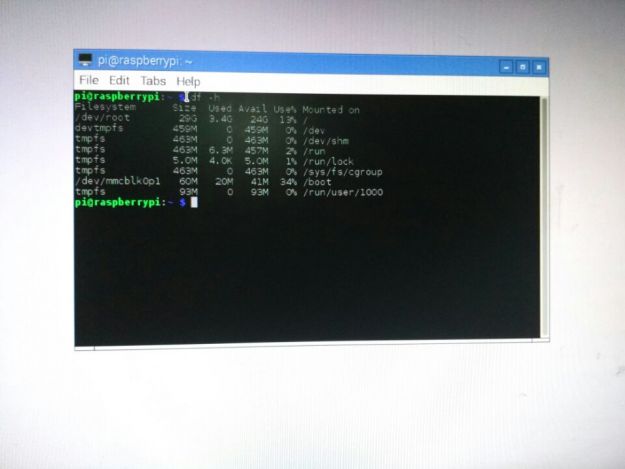 pi@raspberrypi: ~
File Edit Tabs Help
pi@raspberrypi:~ $ df -h
Filesystem Size Used Avail Use% Mounted on
/dev/root 29G 3.4G 24G 13% /
devtmpfs 459M 0 459M 0% /dev
tmpfs 463M 0 463M 0% /dev/shm
tmpfs 463M 6.3M 457M 2% /run
tmpfs 5.0M 4.0K 5.0M 1% /run/lock
tmpfs 463M 0 463M 0% /sys/fs/cgroup
/dev/mmcblk0p1 60M 20M 41M 34% /boot
tmpfs 93M 0 93M 0% /run/user/1000
pi@raspberrypi:~ $